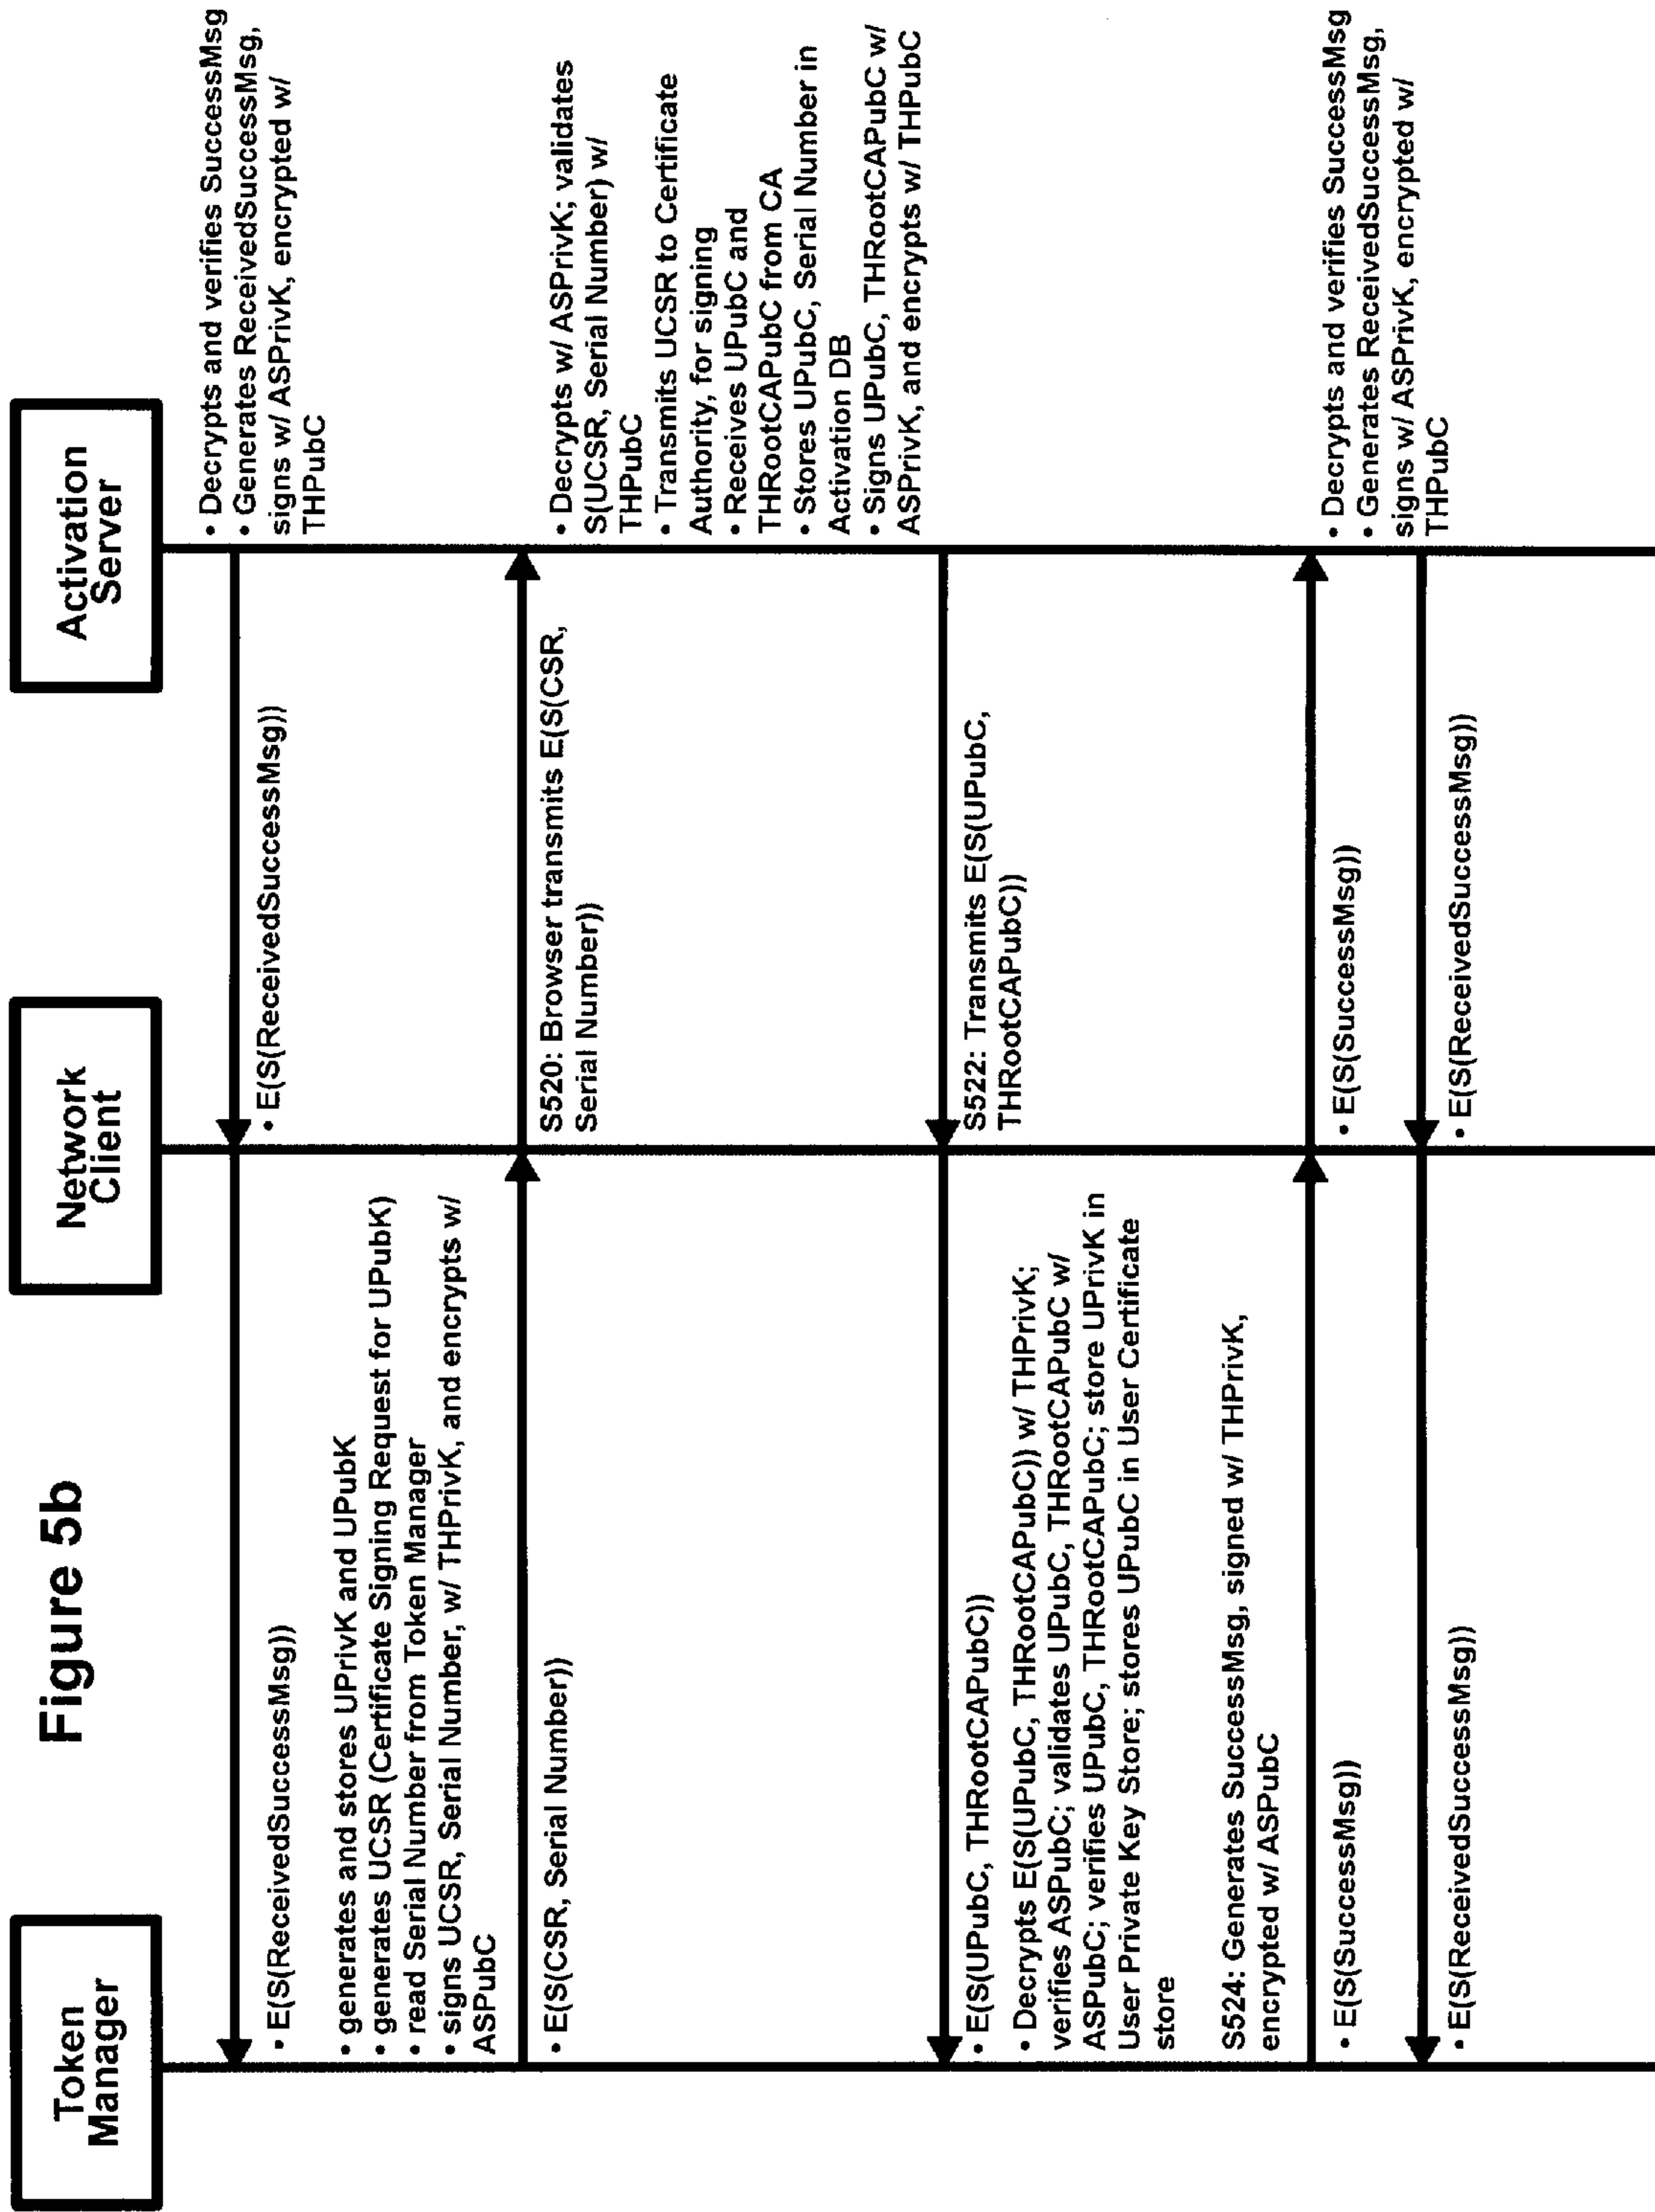 Figure 5b
Token
Manager
Network
Client
Activation
Server
• Decrypts and verifies SuccessMsg
• Generates ReceivedSuccessMsg,
signs w/ ASPrivK, encrypted w/
THPubC
• E(S(ReceivedSuccessMsg))
• E(S(ReceivedSuccessMsg))
• generates and stores UPrivK and UPubK
• generates UCSR (Certificate Signing Request for UPubK)
• read Serial Number from Token Manager
• signs UCSR, Serial Number, w/ THPrivK, and encrypts w/
ASPubC
• E(S(CSR, Serial Number))
S520: Browser transmits E(S(CSR,
Serial Number))
• Decrypts w/ ASPrivK; validates
S(UCSR, Serial Number) w/
THPubC
• Transmits UCSR to Certificate
Authority, for signing
• Receives UPubC and
THRootCAPubC from CA
• Stores UPubC, Serial Number in
Activation DB
• Signs UPubC, THRootCAPubC w/
ASPrivK, and encrypts w/ THPubC
S522: Transmits E(S(UPubC,
THRootCAPubC))
• E(S(UPubC, THRootCAPubC))
• Decrypts E(S(UPubC, THRootCAPubC)) w/ THPrivK;
verifies ASPubC; validates UPubC, THRootCAPubC w/
ASPubC; verifies UPubC, THRootCAPubC; store UPrivK in
User Private Key Store; stores UPubC in User Certificate
store
S524: Generates SuccessMsg, signed w/ THPrivK,
encrypted w/ ASPubC
• E(S(SuccessMsg))
• E(S(SuccessMsg))
• Decrypts and verifies SuccessMsg
• Generates ReceivedSuccessMsg,
signs w/ ASPrivK, encrypted w/
THPubC
• E(S(ReceivedSuccessMsg))
• E(S(ReceivedSuccessMsg))